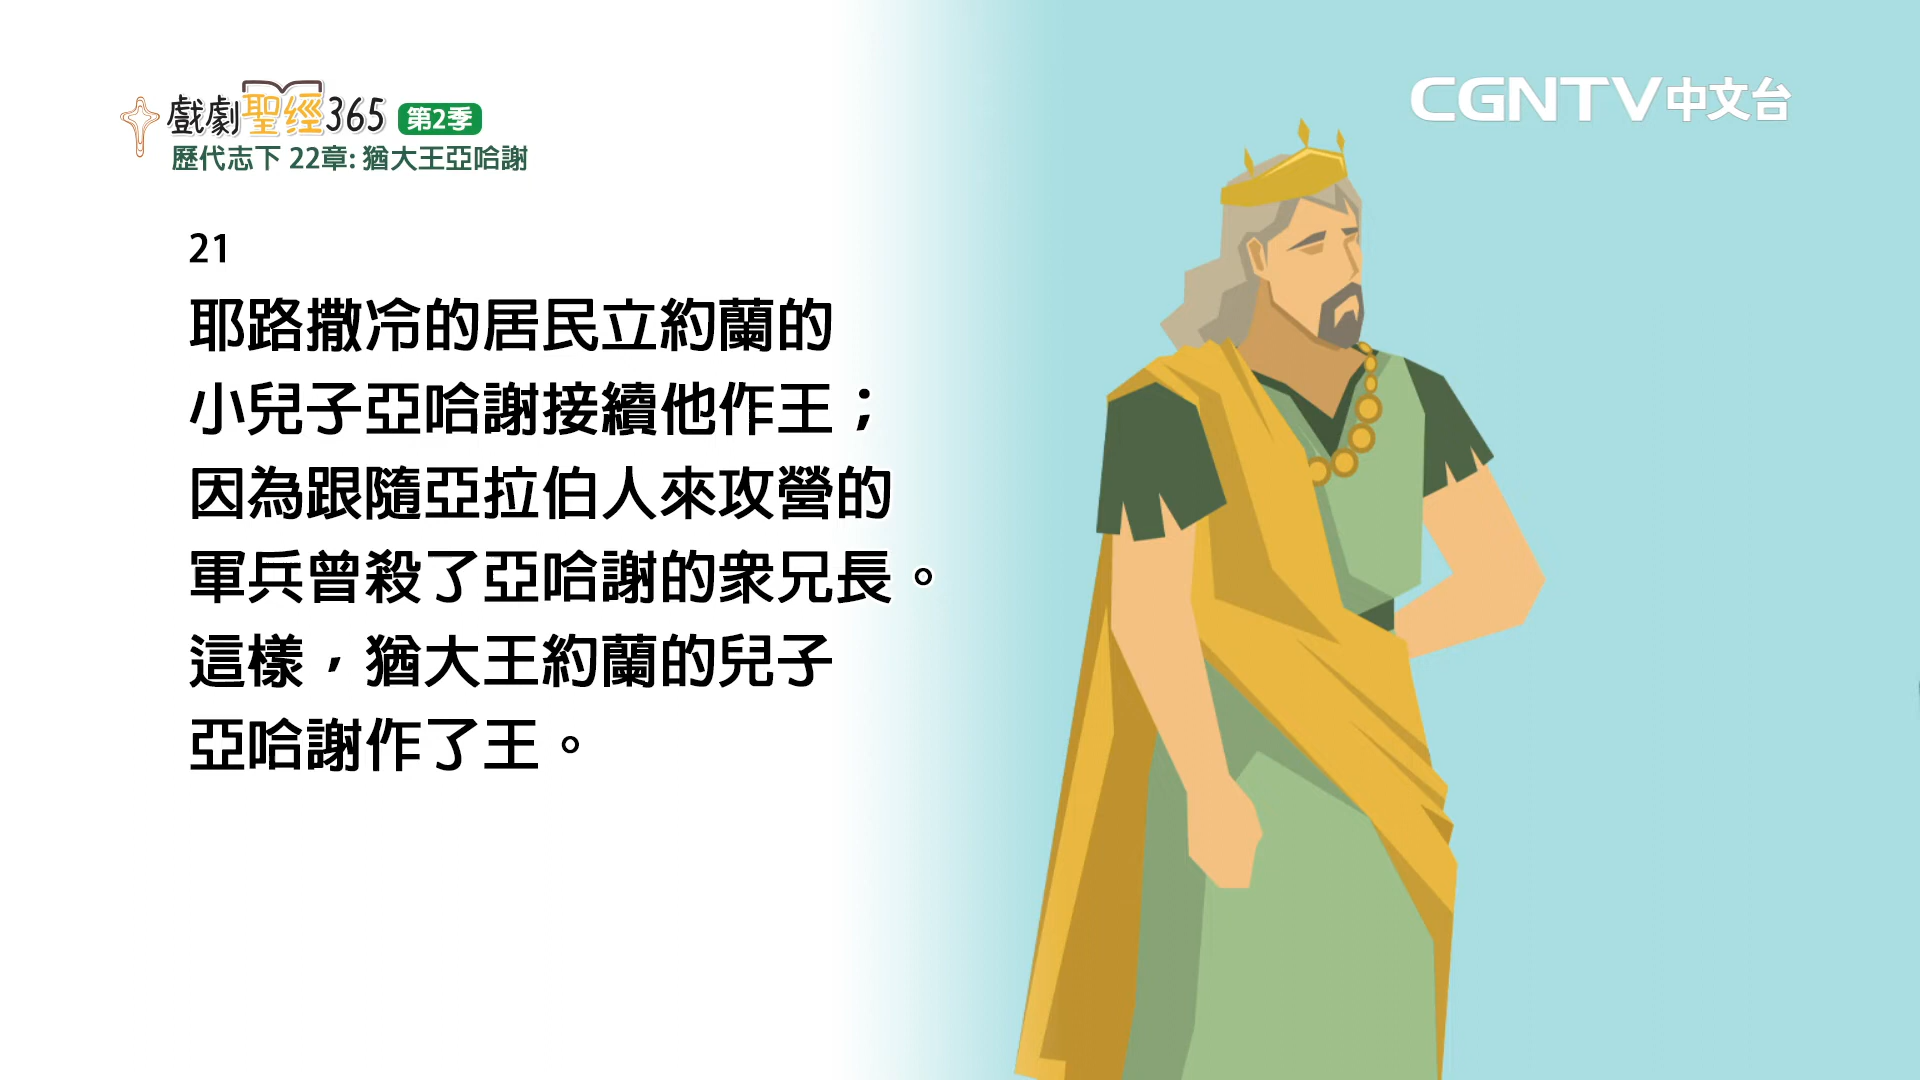 戲劇聖經365 第2季
CGNTV中文台
歷代志下 22章: 猶大王亞哈謝
21
耶路撒冷的居民立約蘭的
小兒子亞哈謝接續他作王；
因為跟隨亞拉伯人來攻營的
軍兵曾殺了亞哈謝的衆兄長。
這樣，猶大王約蘭的兒子
亞哈謝作了王。